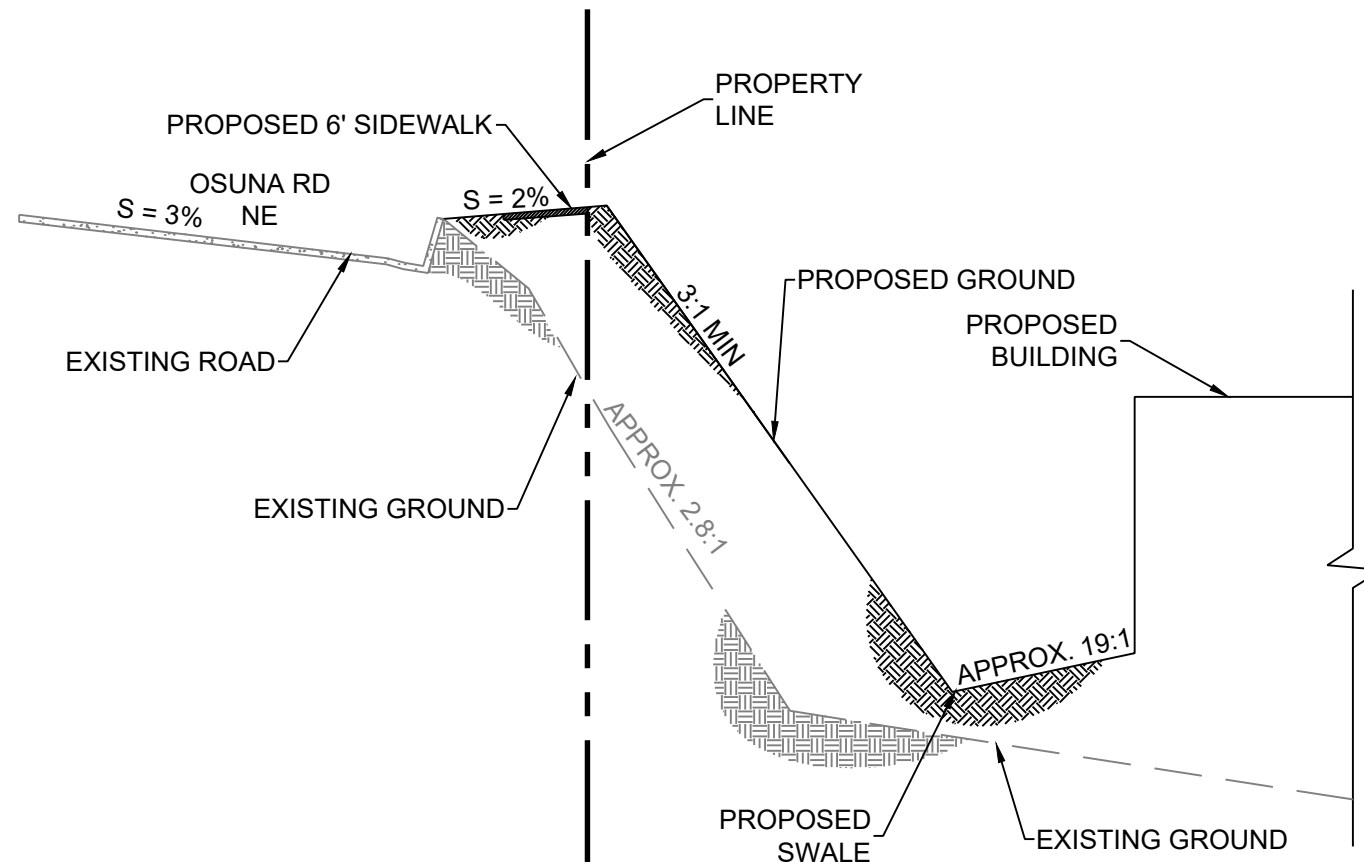 PROPERTY
LINE
PROPOSED 6' SIDEWALK
OSUNA RD
NE
S = 3%
S = 2%
3:1 MIN
PROPOSED GROUND
PROPOSED
BUILDING
EXISTING ROAD
APPROX. 2.8:1
EXISTING GROUND
APPROX. 19:1
PROPOSED
SWALE
EXISTING GROUND